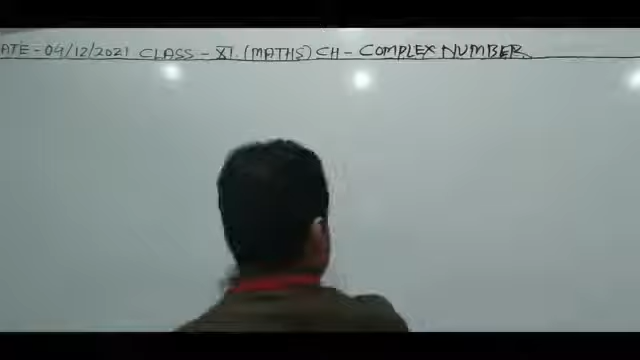 ATE - 04/12/2021 CLASS - XI. (MATHS) CH - COMPLEX NUMBER